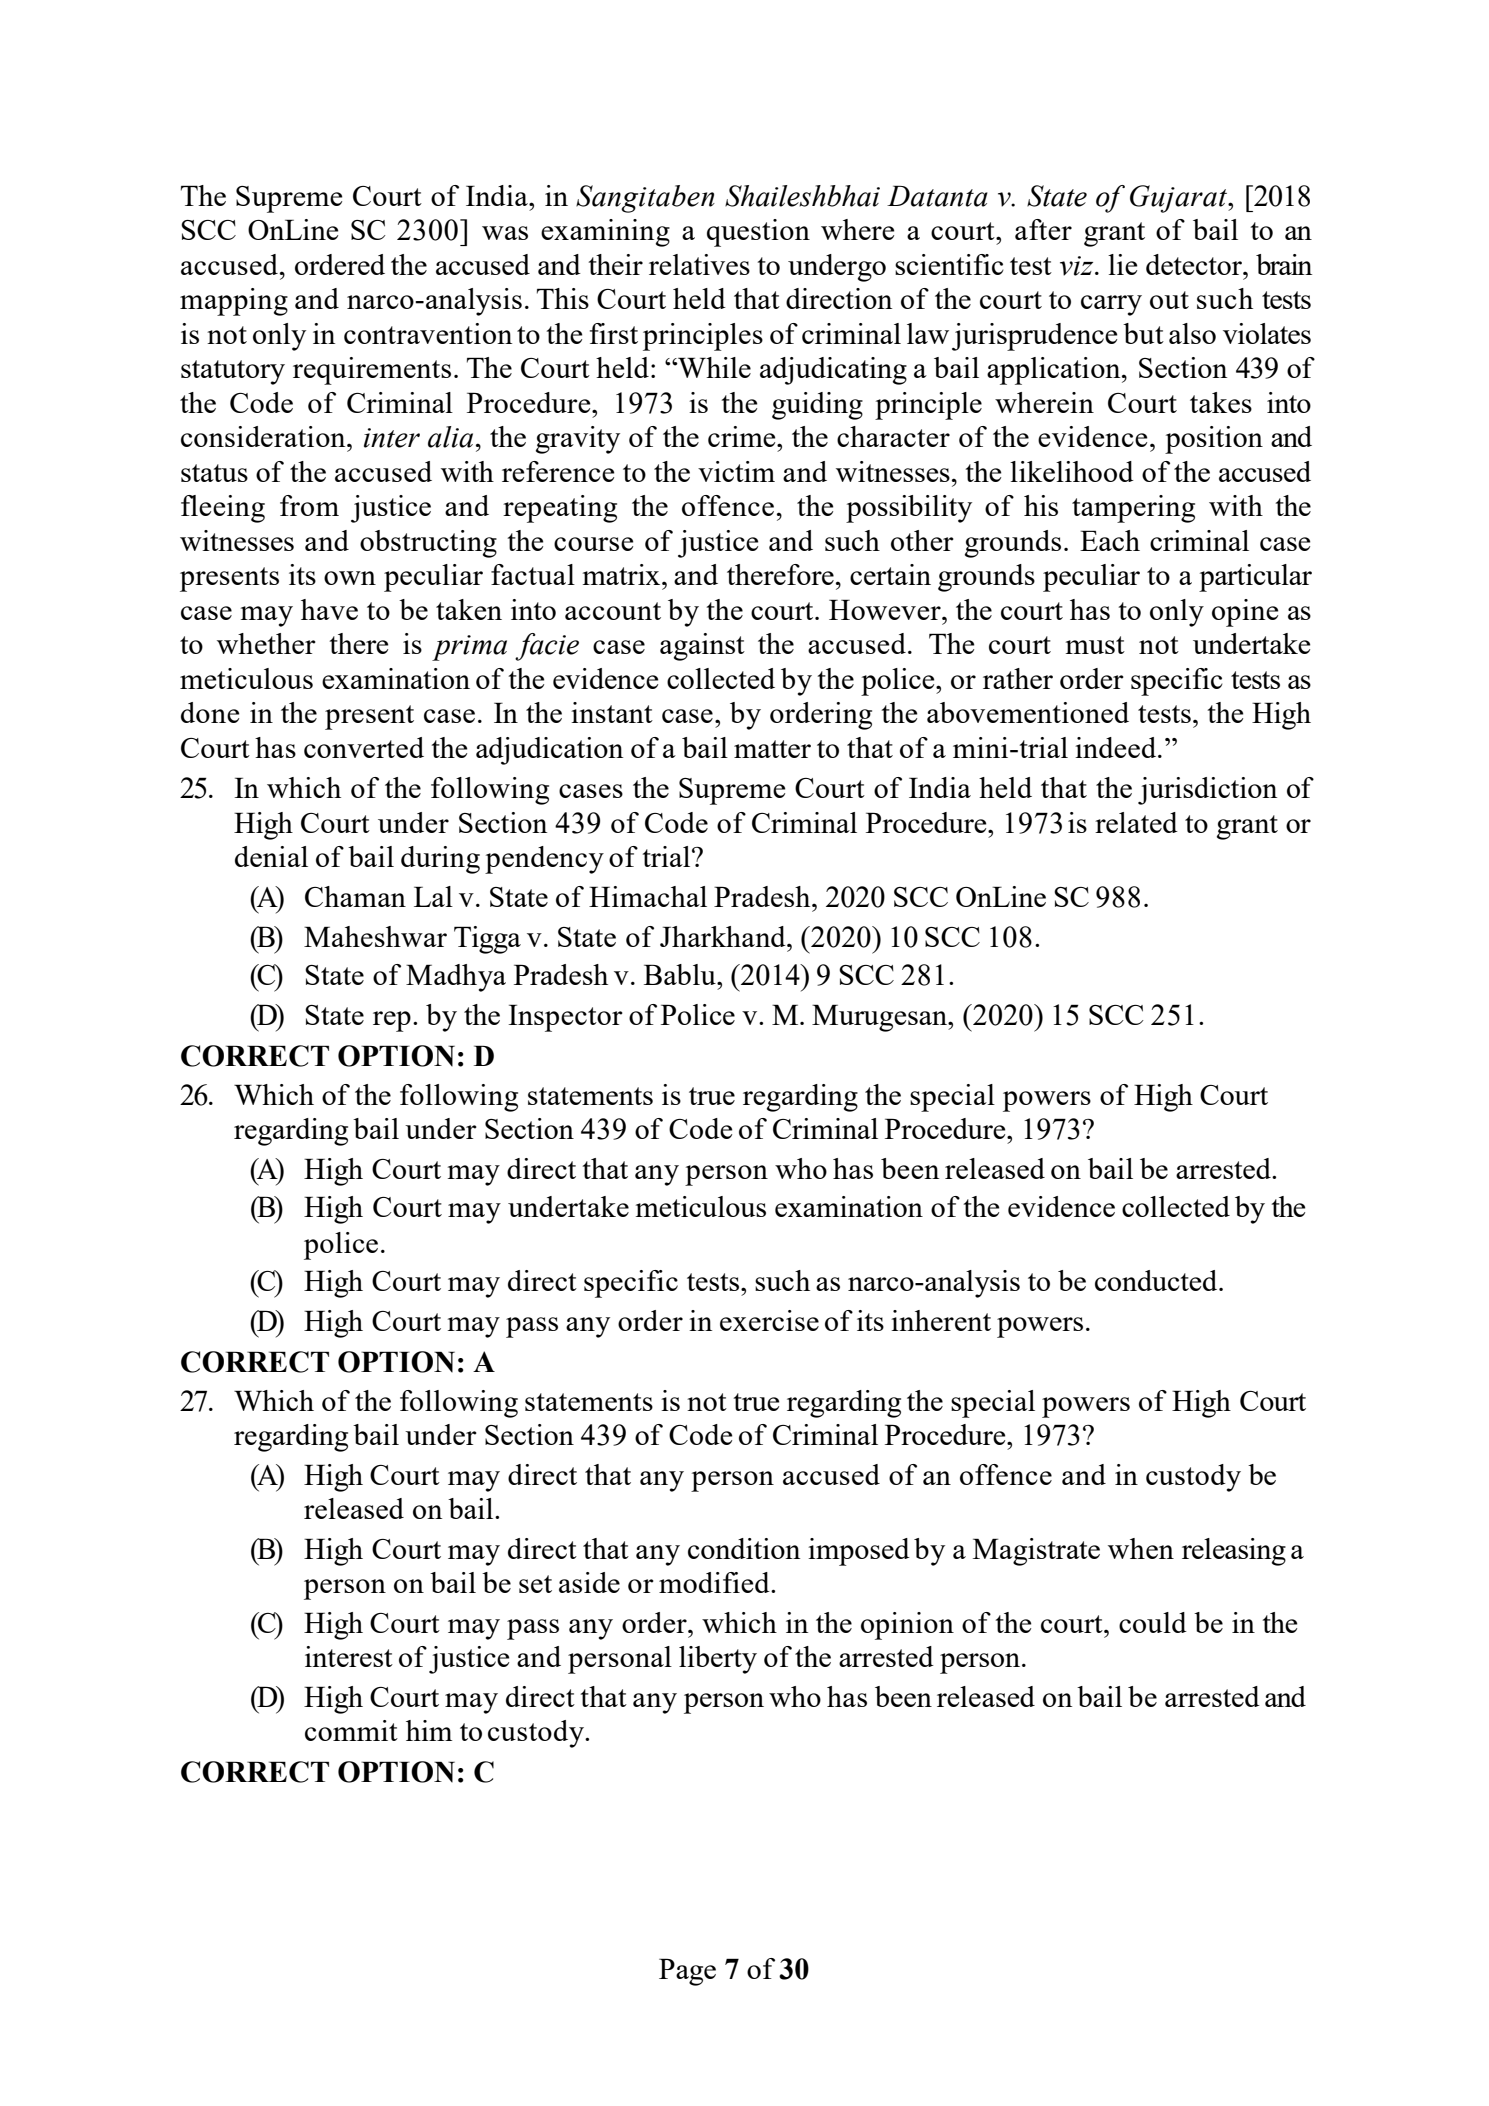 The Supreme Court of India, in Sangitaben Shaileshbhai Datanta v. State of Gujarat, [2018
SCC OnLine SC 2300] was examining a question where a court, after grant of bail to an
accused, ordered the accused and their relatives to undergo scientific test viz. lie detector, brain
mapping and narco-analysis. This Court held that direction of the court to carry out such tests
is not only in contravention to the first principles of criminal law jurisprudence but also violates
statutory requirements. The Court held: “While adjudicating a bail application, Section 439 of
the Code of Criminal Procedure, 1973 is the guiding principle wherein Court takes into
consideration, inter alia, the gravity of the crime, the character of the evidence, position and
status of the accused with reference to the victim and witnesses, the likelihood of the accused
fleeing from justice and repeating the offence, the possibility of his tampering with the
witnesses and obstructing the course of justice and such other grounds. Each criminal case
presents its own peculiar factual matrix, and therefore, certain grounds peculiar to a particular
case may have to be taken into account by the court. However, the court has to only opine as
to whether there is prima facie case against the accused. The court must not undertake
meticulous examination of the evidence collected by the police, or rather order specific tests as
done in the present case. In the instant case, by ordering the abovementioned tests, the High
Court has converted the adjudication of a bail matter to that of a mini-trial indeed.”
25. In which of the following cases the Supreme Court of India held that the jurisdiction of
High Court under Section 439 of Code of Criminal Procedure, 1973 is related to grant or
denial of bail during pendency of trial?
(A) Chaman Lal v. State of Himachal Pradesh, 2020 SCC OnLine SC 988.
(B) Maheshwar Tigga v. State of Jharkhand, (2020) 10 SCC 108.
(C) State of Madhya Pradesh v. Bablu, (2014) 9 SCC 281.
(D) State rep. by the Inspector of Police v. M. Murugesan, (2020) 15 SCC 251.
CORRECT OPTION: D
26. Which of the following statements is true regarding the special powers of High Court
regarding bail under Section 439 of Code of Criminal Procedure, 1973?
(A) High Court may direct that any person who has been released on bail be arrested.
(B) High Court may undertake meticulous examination of the evidence collected by the
police.
(C) High Court may direct specific tests, such as narco-analysis to be conducted.
(D) High Court may pass any order in exercise of its inherent powers.
CORRECT OPTION: A
27. Which of the following statements is not true regarding the special powers of High Court
regarding bail under Section 439 of Code of Criminal Procedure, 1973?
(A) High Court may direct that any person accused of an offence and in custody be
released on bail.
(B) High Court may direct that any condition imposed by a Magistrate when releasing a
person on bail be set aside or modified.
(C) High Court may pass any order, which in the opinion of the court, could be in the
interest of justice and personal liberty of the arrested person.
(D) High Court may direct that any person who has been released on bail be arrested and
commit him to custody.
CORRECT OPTION: C
Page 7 of 30